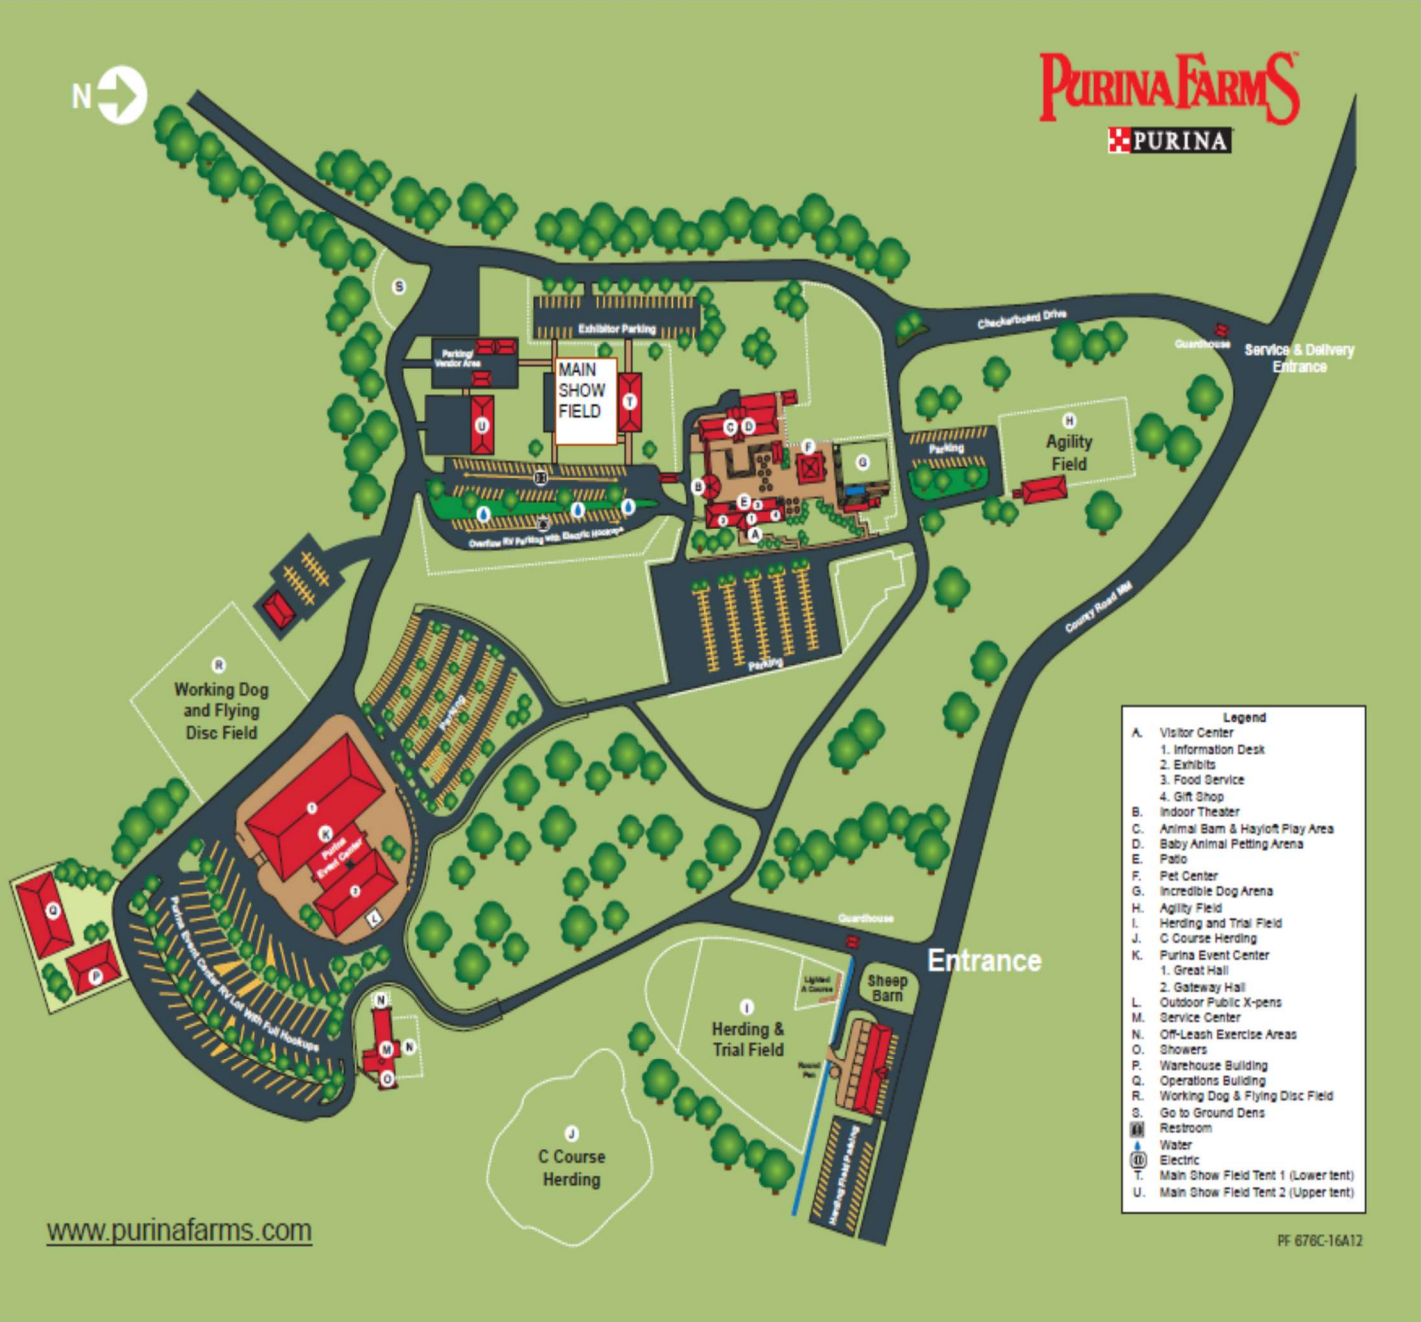 N
PURINA FARMS
PURINA
S
Exhibitor Parking
Checkerboard Drive
Guardhouse
Service & Delivery
Entrance
Parking/
Vendor Area
MAIN
SHOW
FIELD
T
U
C D
F
G
B
E
3
2 1 4
A
Parking
H
Agility
Field
Overflow RV Parking with Electric Hookups
Parking
County Road MM
R
Working Dog
and Flying
Disc Field
Parking
1
K
Purina
Event Center
2
L
Q
P
Purina Event Center RV Lot With Full Hookups
N
M
N
O
Guardhouse
Entrance
Lighted
A Course
Sheep
Barn
I
Herding &
Trial Field
Round
Pen
Herding Field Parking
J
C Course
Herding
Legend
A. Visitor Center
1. Information Desk
2. Exhibits
3. Food Service
4. Gift Shop
B. Indoor Theater
C. Animal Barn & Hayloft Play Area
D. Baby Animal Petting Arena
E. Patio
F. Pet Center
G. Incredible Dog Arena
H. Agility Field
I. Herding and Trial Field
J. C Course Herding
K. Purina Event Center
1. Great Hall
2. Gateway Hall
L. Outdoor Public X-pens
M. Service Center
N. Off-Leash Exercise Areas
O. Showers
P. Warehouse Building
Q. Operations Building
R. Working Dog & Flying Disc Field
S. Go to Ground Dens
Restroom
Water
Electric
T. Main Show Field Tent 1 (Lower tent)
U. Main Show Field Tent 2 (Upper tent)
www.purinafarms.com
PF 676C-16A12